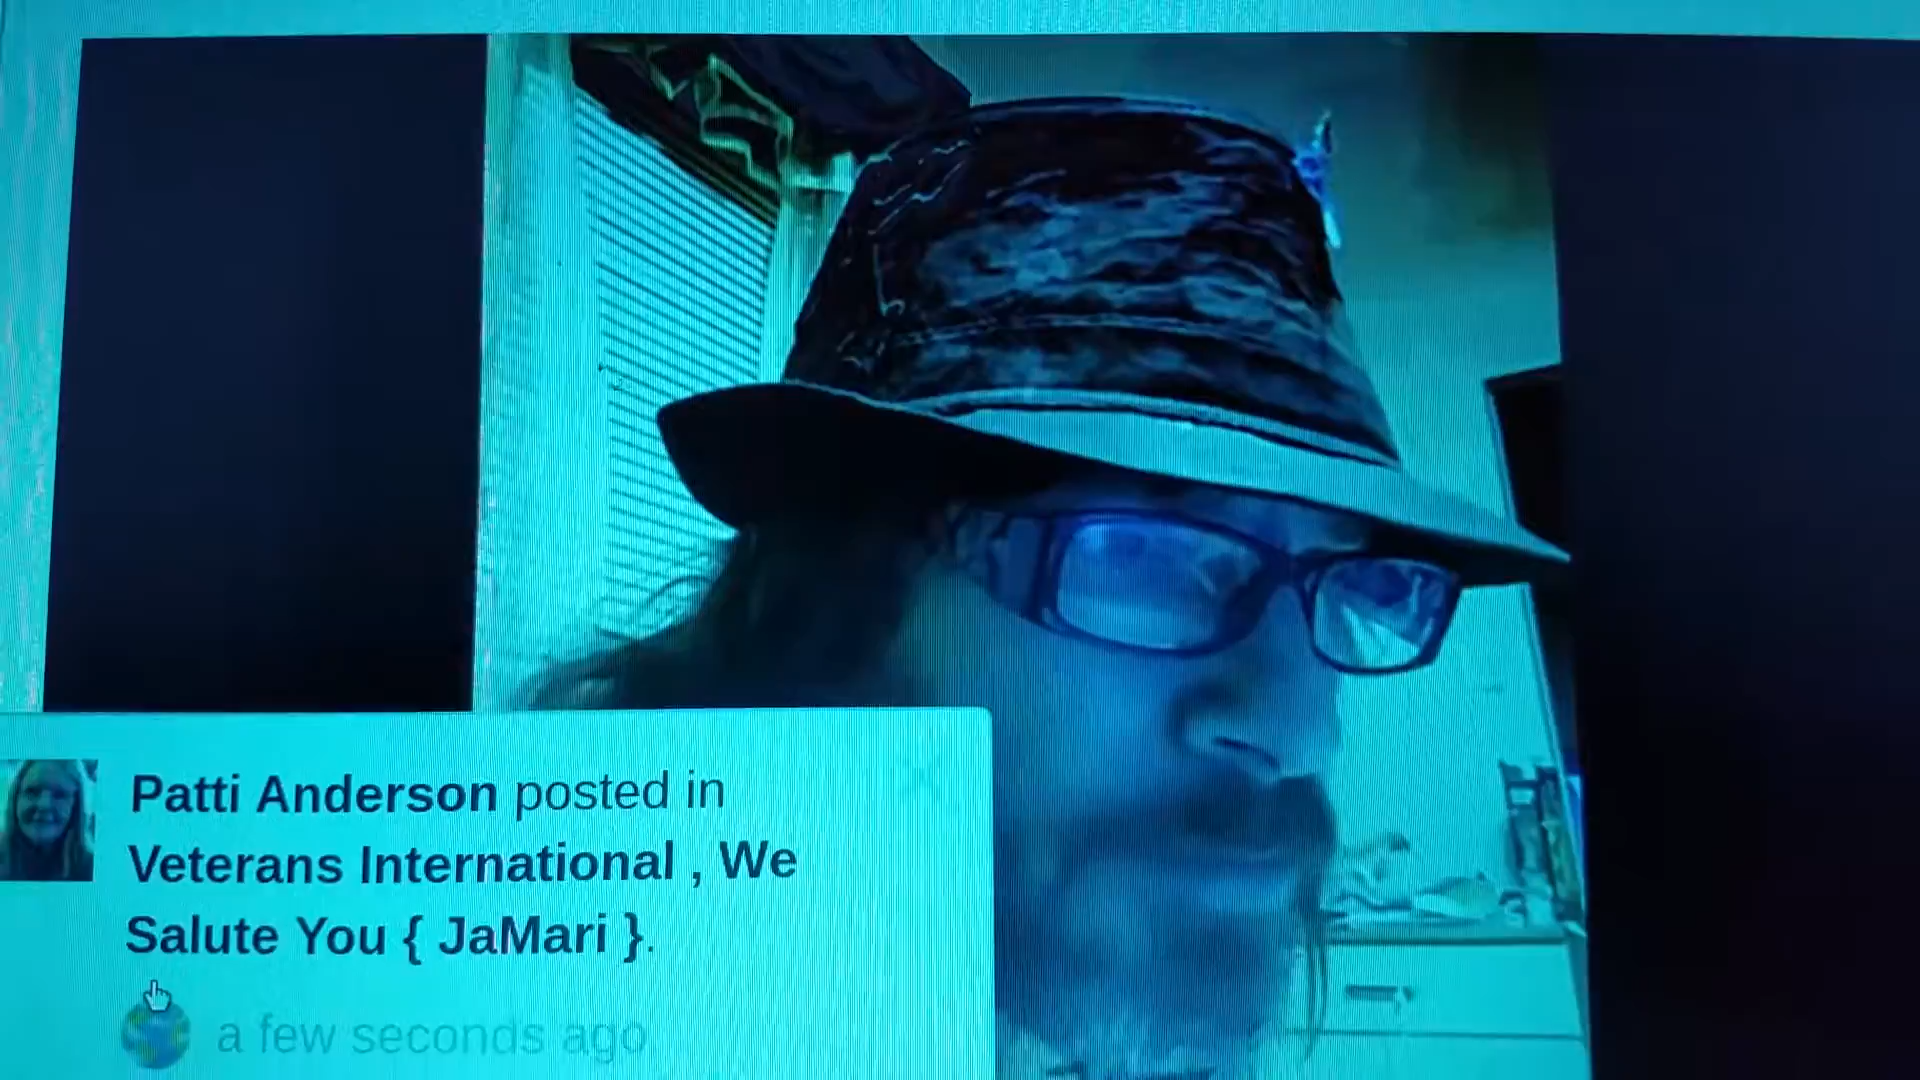 Patti Anderson posted in
Veterans International , We
Salute You { JaMari }.
a few seconds ago